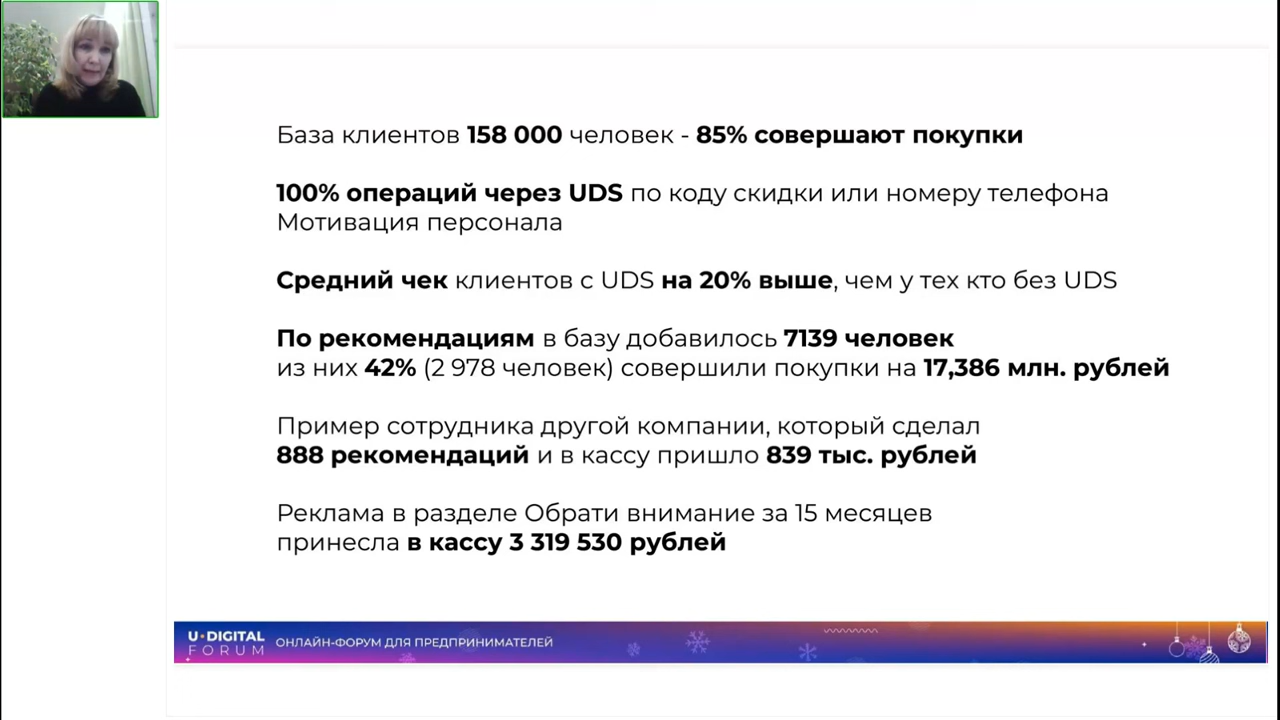 База клиентов 158 000 человек - 85% совершают покупки
100% операций через UDS по коду скидки или номеру телефона
Мотивация персонала
Средний чек клиентов с UDS на 20% выше, чем у тех кто без UDS
По рекомендациям в базу добавилось 7139 человек
из них 42% (2 978 человек) совершили покупки на 17,386 млн. рублей
Пример сотрудника другой компании, который сделал
888 рекомендаций и в кассу пришло 839 тыс. рублей
Реклама в разделе Обрати внимание за 15 месяцев
принесла в кассу 3 319 530 рублей
U•DIGITAL
FORUM
ОНЛАЙН-ФОРУМ ДЛЯ ПРЕДПРИНИМАТЕЛЕЙ